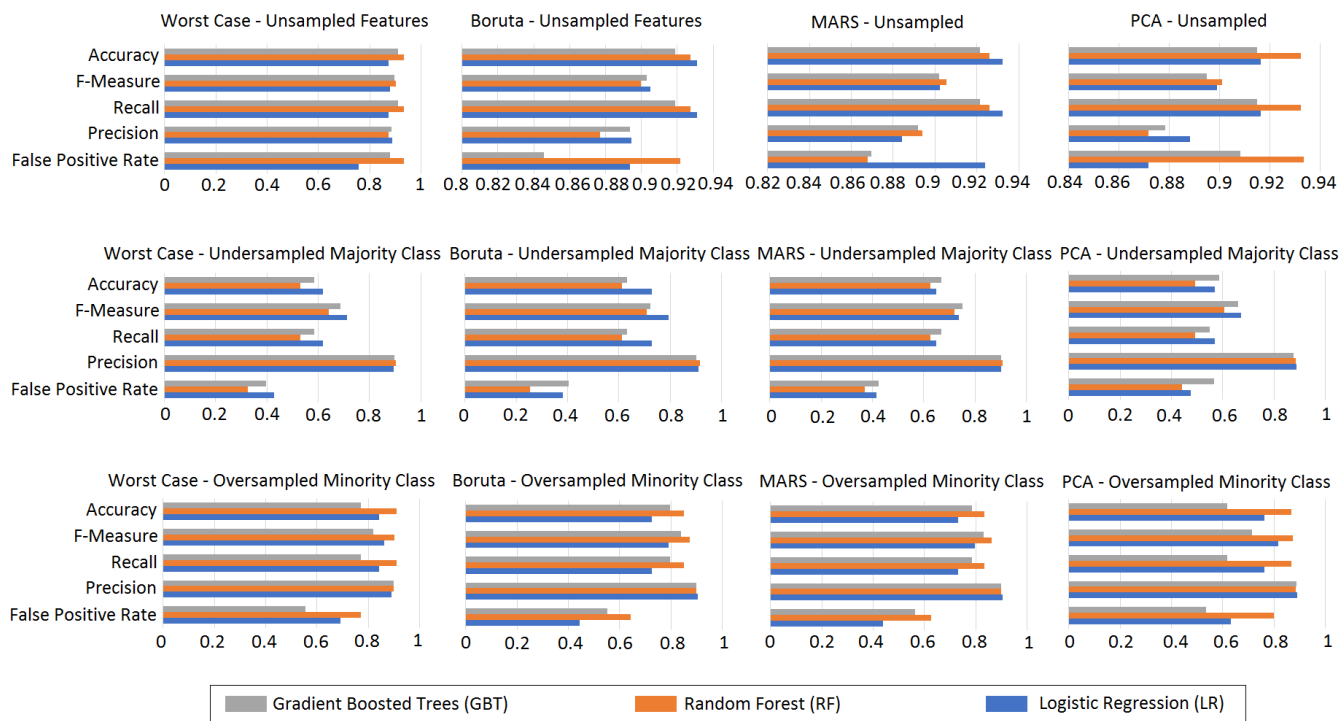 Worst Case - Unsampled Features
Boruta - Unsampled Features
MARS - Unsampled
PCA - Unsampled
Accuracy
F-Measure
Recall
Precision
False Positive Rate
0 0.2 0.4 0.6 0.8 1
0.8 0.82 0.84 0.86 0.88 0.9 0.92 0.94
0.82 0.84 0.86 0.88 0.9 0.92 0.94
0.84 0.86 0.88 0.9 0.92 0.94
Worst Case - Undersampled Majority Class
Boruta - Undersampled Majority Class
MARS - Undersampled Majority Class
PCA - Undersampled Majority Class
Accuracy
F-Measure
Recall
Precision
False Positive Rate
0 0.2 0.4 0.6 0.8 1
0 0.2 0.4 0.6 0.8 1
0 0.2 0.4 0.6 0.8 1
0 0.2 0.4 0.6 0.8 1
Worst Case - Oversampled Minority Class
Boruta - Oversampled Minority Class
MARS - Oversampled Minority Class
PCA - Oversampled Minority Class
Accuracy
F-Measure
Recall
Precision
False Positive Rate
0 0.2 0.4 0.6 0.8 1
0 0.2 0.4 0.6 0.8 1
0 0.2 0.4 0.6 0.8 1
0 0.2 0.4 0.6 0.8 1
Gradient Boosted Trees (GBT)
Random Forest (RF)
Logistic Regression (LR)